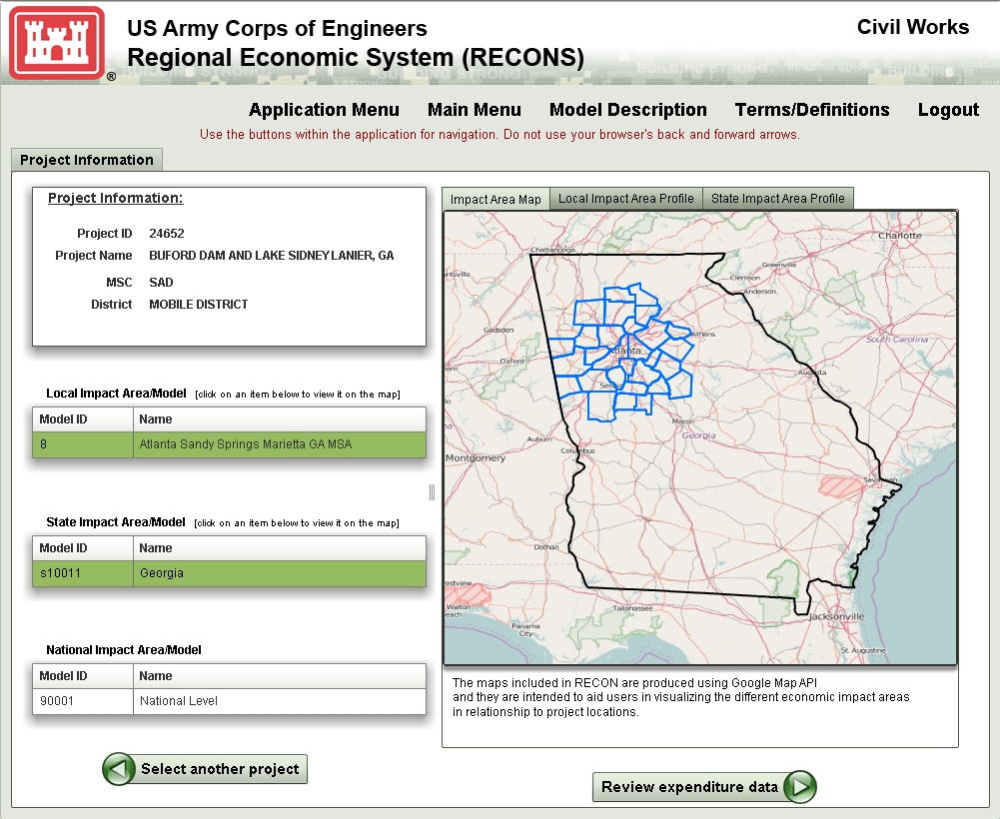 US Army Corps of Engineers
Civil Works
Regional Economic System (RECONS)
®
BUILDING STRONG
Application Menu Main Menu Model Description Terms/Definitions Logout
Use the buttons within the application for navigation. Do not use your browser's back and forward arrows.
Project Information
Project Information:
Project ID 24652
Project Name BUFORD DAM AND LAKE SIDNEY LANIER, GA
MSC SAD
District MOBILE DISTRICT
Local Impact Area/Model [click on an item below to view it on the map]
Model ID Name
8 Atlanta Sandy Springs Marietta GA MSA
State Impact Area/Model [click on an item below to view it on the map]
Model ID Name
s10011 Georgia
National Impact Area/Model
Model ID Name
90001 National Level
Select another project
Impact Area Map Local Impact Area Profile State Impact Area Profile
Charlotte
Chattanooga
Greenville
ntsville
Clemson
Anderson
Gadsden
Athens
South Carolina
Atlanta
Oxford
Augusta
Macon
Georgia
Auburn
Columbus
Montgomery
Savannah
Dothan
estview
Walton
each
Tallahassee
Jacksonville
Panama
City
St. Augustine
The maps included in RECON are produced using Google Map API
and they are intended to aid users in visualizing the different economic impact areas
in relationship to project locations.
Review expenditure data